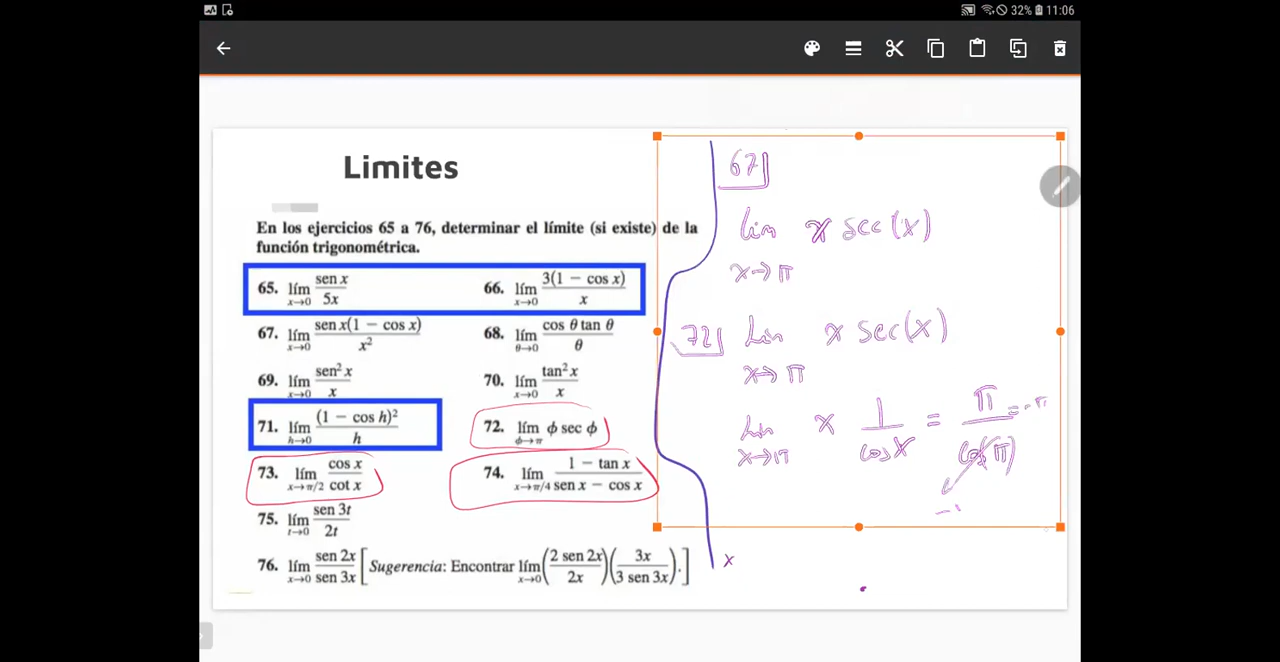 32% 11:06
Limites
En los ejercicios 65 a 76, determinar el límite (si existe) de la
función trigonométrica.
65. lím x→0 sen x / 5x
66. lím x→0 3(1 − cos x) / x
67. lím x→0 sen x(1 − cos x) / x²
68. lím θ→0 cos θ tan θ / θ
69. lím x→0 sen² x / x
70. lím x→0 tan² x / x
71. lím h→0 (1 − cos h)² / h
72. lím ϕ→π ϕ sec ϕ
73. lím x→π/2 cos x / cot x
74. lím x→π/4 1 − tan x / sen x − cos x
75. lím t→0 sen 3t / 2t
76. lím x→0 sen 2x / sen 3x [Sugerencia: Encontrar lím x→0 (2 sen 2x / 2x)(3x / 3 sen 3x).]
67
lim x sec(x)
x→π
72 lim x sec(x)
x→π
lim x 1 / cos x = π / cos(π) = -π
x→π
x